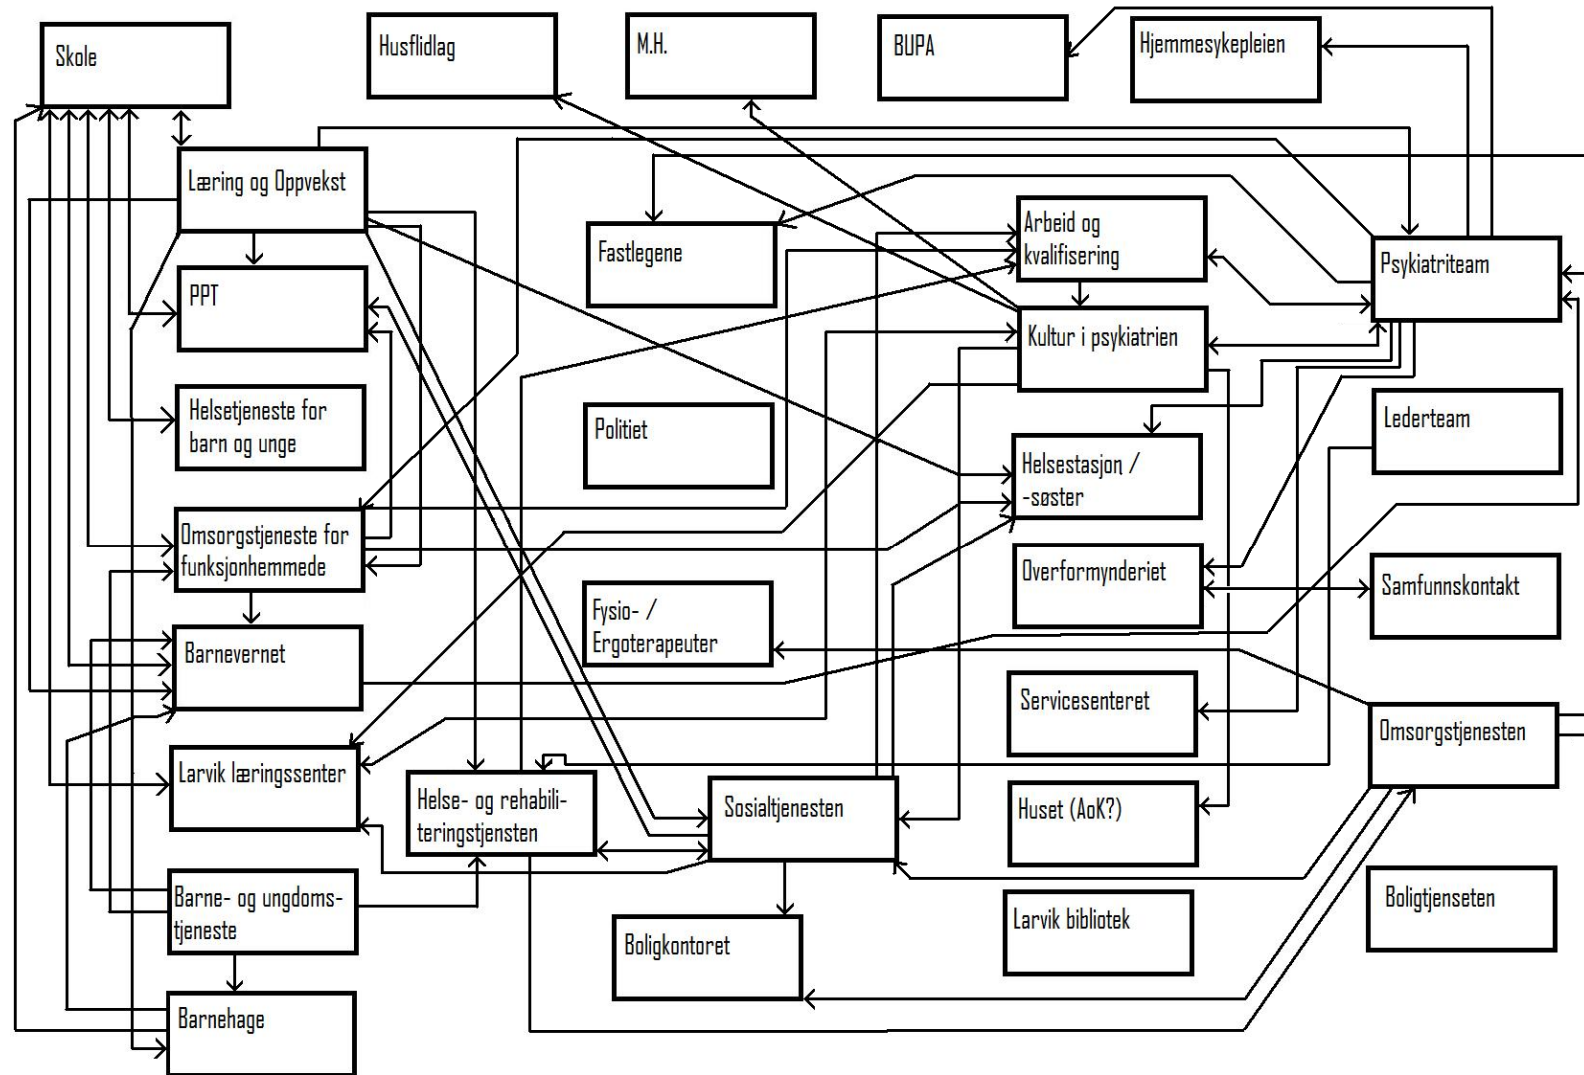 Skole
Husflidlag
M.H.
BUPA
Hjemmesykepleien
Læring og Oppvekst
Fastlegene
Arbeid og
kvalifisering
Psykiatriteam
PPT
Kultur i psykiatrien
Helsetjeneste for
barn og unge
Politiet
Helsestasjon /
-søster
Lederteam
Omsorgstjeneste for
funksjonhemmede
Fysio- /
Ergoterapeuter
Overformynderiet
Samfunnskontakt
Barnevernet
Servicesenteret
Omsorgstjenesten
Larvik læringssenter
Helse- og rehabili-
teringstjensten
Sosialtjenesten
Huset (AoK?)
Barne- og ungdoms-
tjeneste
Boligkontoret
Larvik bibliotek
Boligtjenseten
Barnehage